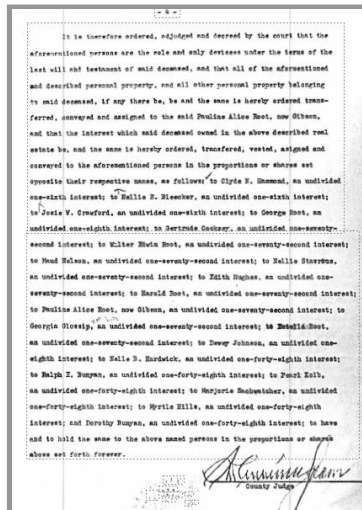 - 4 -
It is therefore ordered, adjudged and decreed by the court that the
aforementioned persons are the sole and only devisees under the terms of the
last will and testament of said deceased, and that all of the aforementioned
and described personal property, and all other personal property belonging
to said deceased, if any there be, be and the same is hereby ordered trans-
ferred, conveyed and assigned to the said Pauline Alice Root, now Gibson,
and that the interest which said deceased owned in the above described real
estate be, and the same is hereby ordered, transfered, vested, asigned and
conveyed to the aforementioned persons in the proportions or shares set
opposite their respective names, as follows: to Clyde N. Hammond, an undivided
one-sixth interest; to Nellie H. Bleecker, an undivided one-sixth interest;
to Josie W. Crawford, an undivided one-sixth interest; to George Root, an
undivided one-eighth interest; to Gertrude Cooksey, an undivided one-seventy-
second interest; to Wilter Edwin Root, an undivided one-seventy-second interest;
to Maud Nelson, an undivided one-seventy-second interest; to Nellie Stavrous,
an undivided one-seventy-second interest; to Edith Hughes, an undivided one-
seventy-second interest; to Harold Root, an undivided one-seventy-second interest;
to Pauline Alice Root, now Gibson, an undivided one-seventy-second interest; to
Georgia Glossip, an undivided one-seventy-second interest; to Estella Root,
an undivided one-seventy-second interest; to Dewey Johnson, an undivided one-
eighth interest; to Nelle B. Hardwick, an undivided one-forty-eighth interest;
to Ralph Z. Bunyan, an undivided one-forty-eighth interest; to Pearl Kolb,
an undivided one-forty-eighth interest; to Marjorie Sachwatcher, an undivided
one-forty-eighth interest; to Myrtle Hills, an undivided one-forty-eighth
interest; and Dorothy Bunyan, an undivided one-forty-eighth interest; to have
and to hold the same to the above named persons in the proportions or shares
above set forth forever.
County Judge